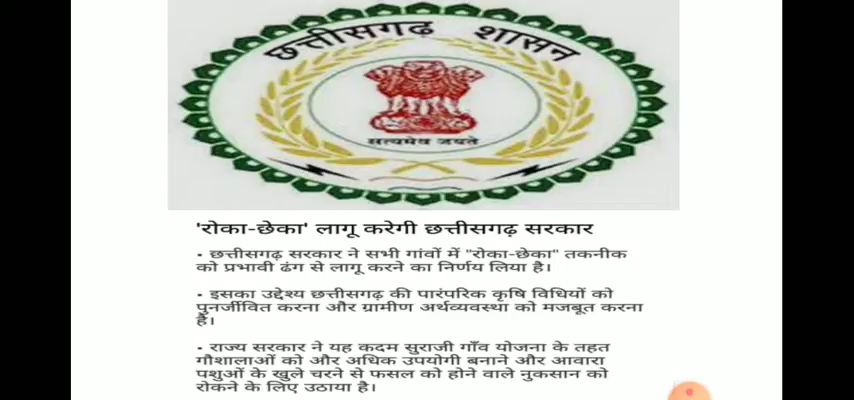 छत्तीसगढ़ शासन
सत्यमेव जयते
'रोका-छेका' लागू करेगी छत्तीसगढ़ सरकार
• छत्तीसगढ़ सरकार ने सभी गांवों में "रोका-छेका" तकनीक
को प्रभावी ढंग से लागू करने का निर्णय लिया है।
• इसका उद्देश्य छत्तीसगढ़ की पारंपरिक कृषि विधियों को
पुनर्जीवित करना और ग्रामीण अर्थव्यवस्था को मजबूत करना
है।
• राज्य सरकार ने यह कदम सुराजी गाँव योजना के तहत
गौशालाओं को और अधिक उपयोगी बनाने और आवारा
पशुओं के खुले चरने से फसल को होने वाले नुकसान को
रोकने के लिए उठाया है।